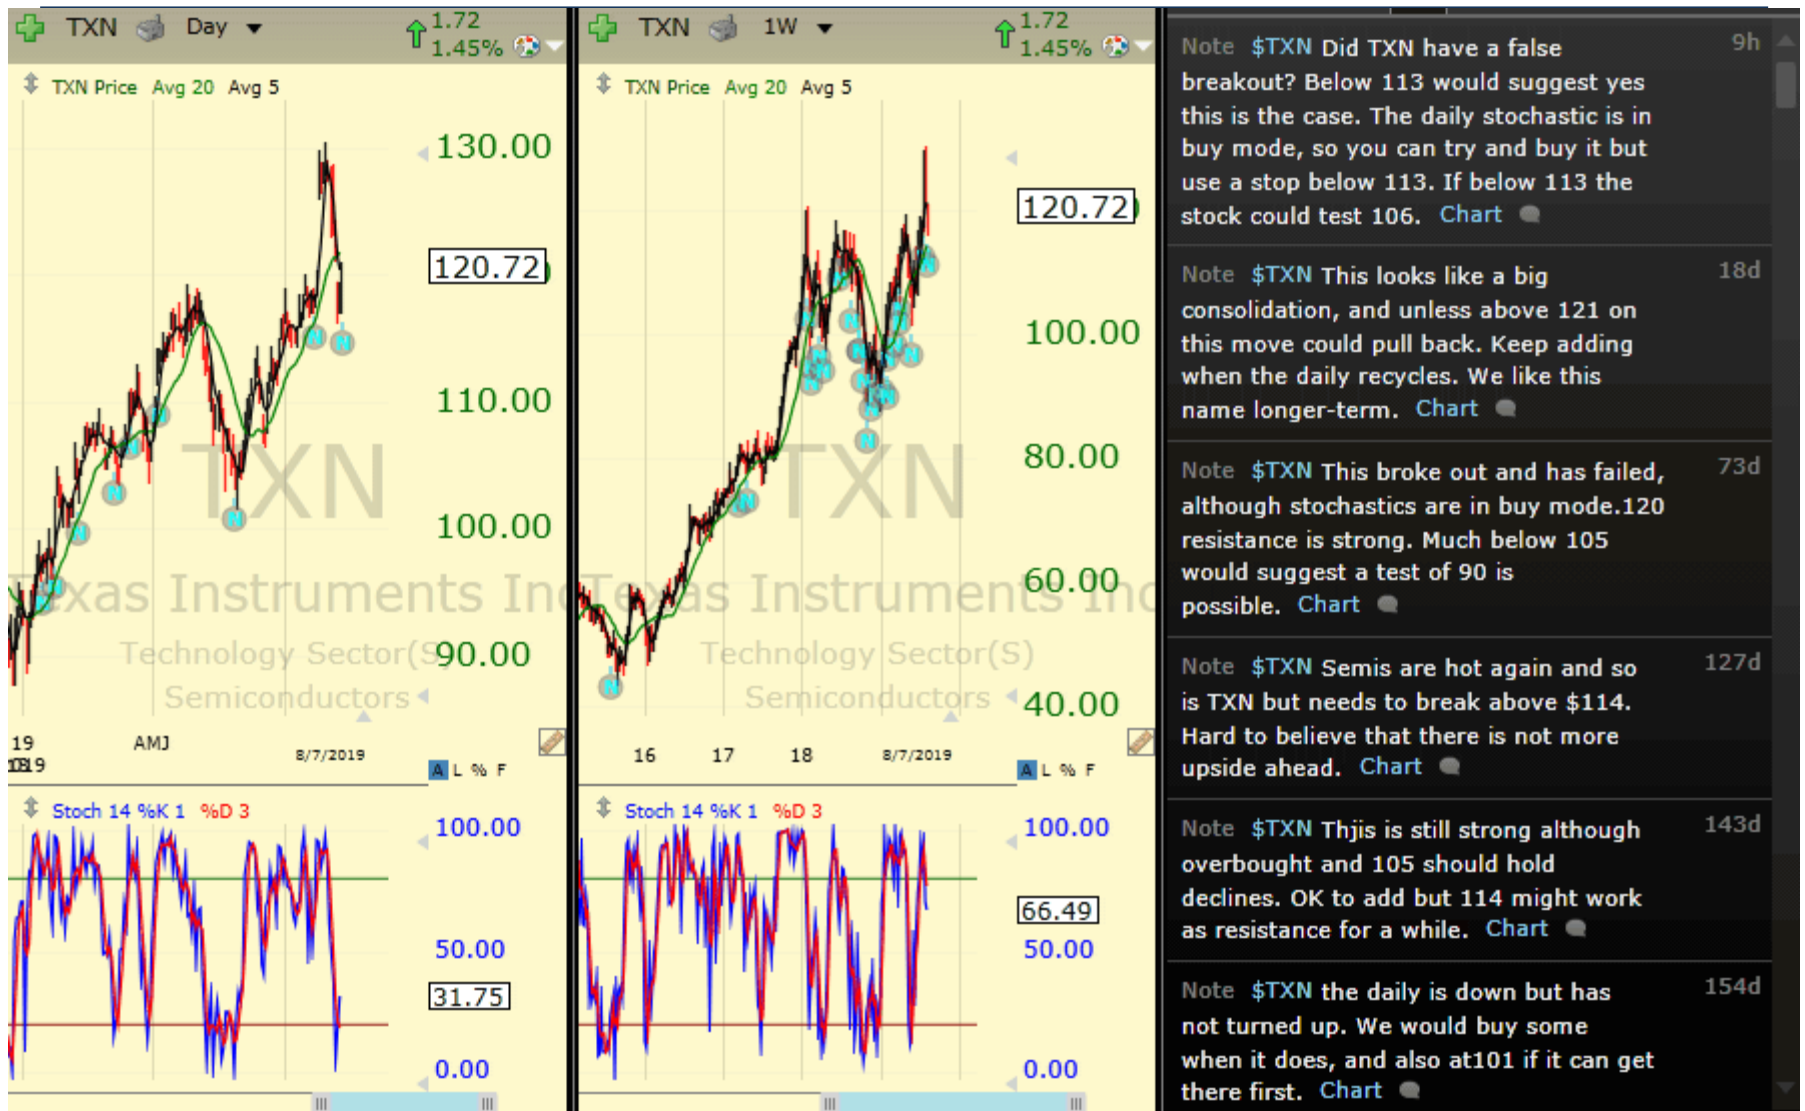 TXN Day 1.72
1.45%
TXN Price Avg 20 Avg 5
130.00
120.72
110.00
100.00
90.00
TXN
Texas Instruments Inc
Technology Sector(S)
Semiconductors
19 AMJ 8/7/2019
A L % F
Stoch 14 %K 1 %D 3
100.00
50.00
31.75
0.00
TXN 1W 1.72
1.45%
TXN Price Avg 20 Avg 5
120.72
100.00
80.00
60.00
40.00
TXN
Texas Instruments Inc
Technology Sector(S)
Semiconductors
16 17 18 8/7/2019
A L % F
Stoch 14 %K 1 %D 3
100.00
66.49
50.00
0.00
Note $TXN Did TXN have a false 9h
breakout? Below 113 would suggest yes
this is the case. The daily stochastic is in
buy mode, so you can try and buy it but
use a stop below 113. If below 113 the
stock could test 106. Chart
Note $TXN This looks like a big 18d
consolidation, and unless above 121 on
this move could pull back. Keep adding
when the daily recycles. We like this
name longer-term. Chart
Note $TXN This broke out and has failed, 73d
although stochastics are in buy mode.120
resistance is strong. Much below 105
would suggest a test of 90 is
possible. Chart
Note $TXN Semis are hot again and so 127d
is TXN but needs to break above $114.
Hard to believe that there is not more
upside ahead. Chart
Note $TXN Thjis is still strong although 143d
overbought and 105 should hold
declines. OK to add but 114 might work
as resistance for a while. Chart
Note $TXN the daily is down but has 154d
not turned up. We would buy some
when it does, and also at101 if it can get
there first. Chart